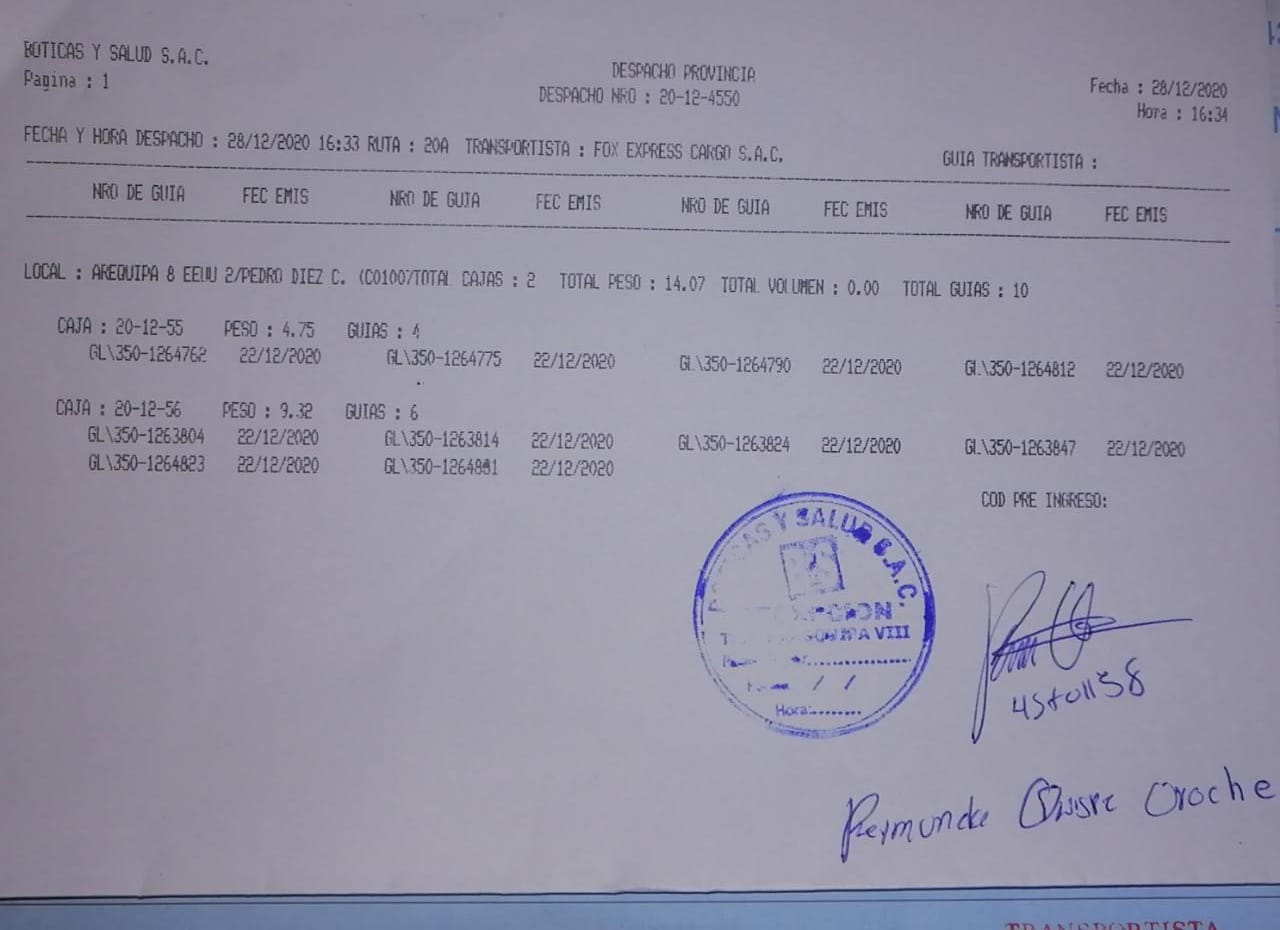 BOTICAS Y SALUD S.A.C.
Pagina : 1
DESPACHO PROVINCIA
DESPACHO NRO : 20-12-4550
Fecha : 28/12/2020
Hora : 16:34
FECHA Y HORA DESPACHO : 28/12/2020 16:33 RUTA : 20A TRANSPORTISTA : FOX EXPRESS CARGO S.A.C. GUIA TRANSPORTISTA :
NRO DE GUIA FEC EMIS NRO DE GUIA FEC EMIS NRO DE GUIA FEC EMIS NRO DE GUIA FEC EMIS
LOCAL : AREQUIPA 8 EEUU 2/PEDRO DIEZ C. (C0100/TOTAL CAJAS : 2 TOTAL PESO : 14.07 TOTAL VOLUMEN : 0.00 TOTAL GUIAS : 10
CAJA : 20-12-55 PESO : 4.75 GUIAS : 4
GL\350-1264762 22/12/2020 GL\350-1264775 22/12/2020 GL\350-1264790 22/12/2020 GL\350-1264812 22/12/2020
CAJA : 20-12-56 PESO : 9.32 GUIAS : 6
GL\350-1263804 22/12/2020 GL\350-1263814 22/12/2020 GL\350-1263824 22/12/2020 GL\350-1263847 22/12/2020
GL\350-1264823 22/12/2020 22/12/2020
COD PRE INGRESO:
BOTICAS Y SALUD S.A.C.
VIII
/ /
Hora:........
Oroche
TRANSPORTISTA